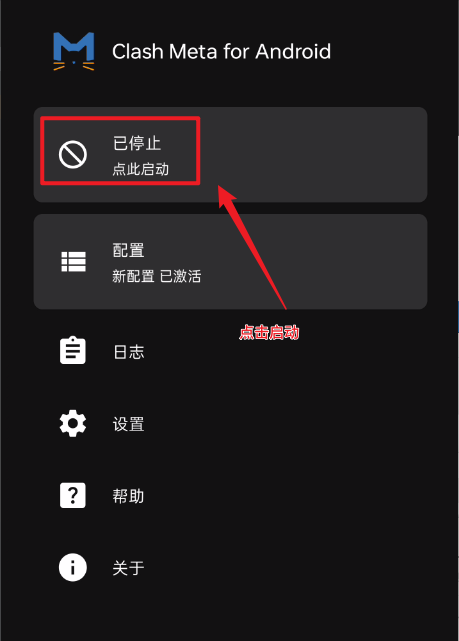 Clash Meta for Android
已停止
点此启动
配置
新配置 已激活
点击启动
日志
设置
帮助
关于